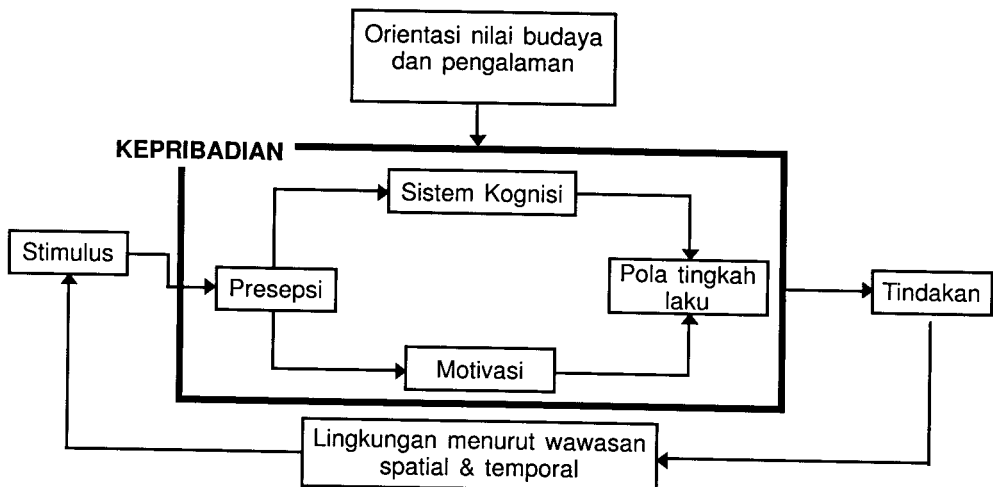 Orientasi nilai budaya
dan pengalaman
KEPRIBADIAN
Sistem Kognisi
Stimulus
Presepsi
Pola tingkah
laku
Tindakan
Motivasi
Lingkungan menurut wawasan
spatial & temporal